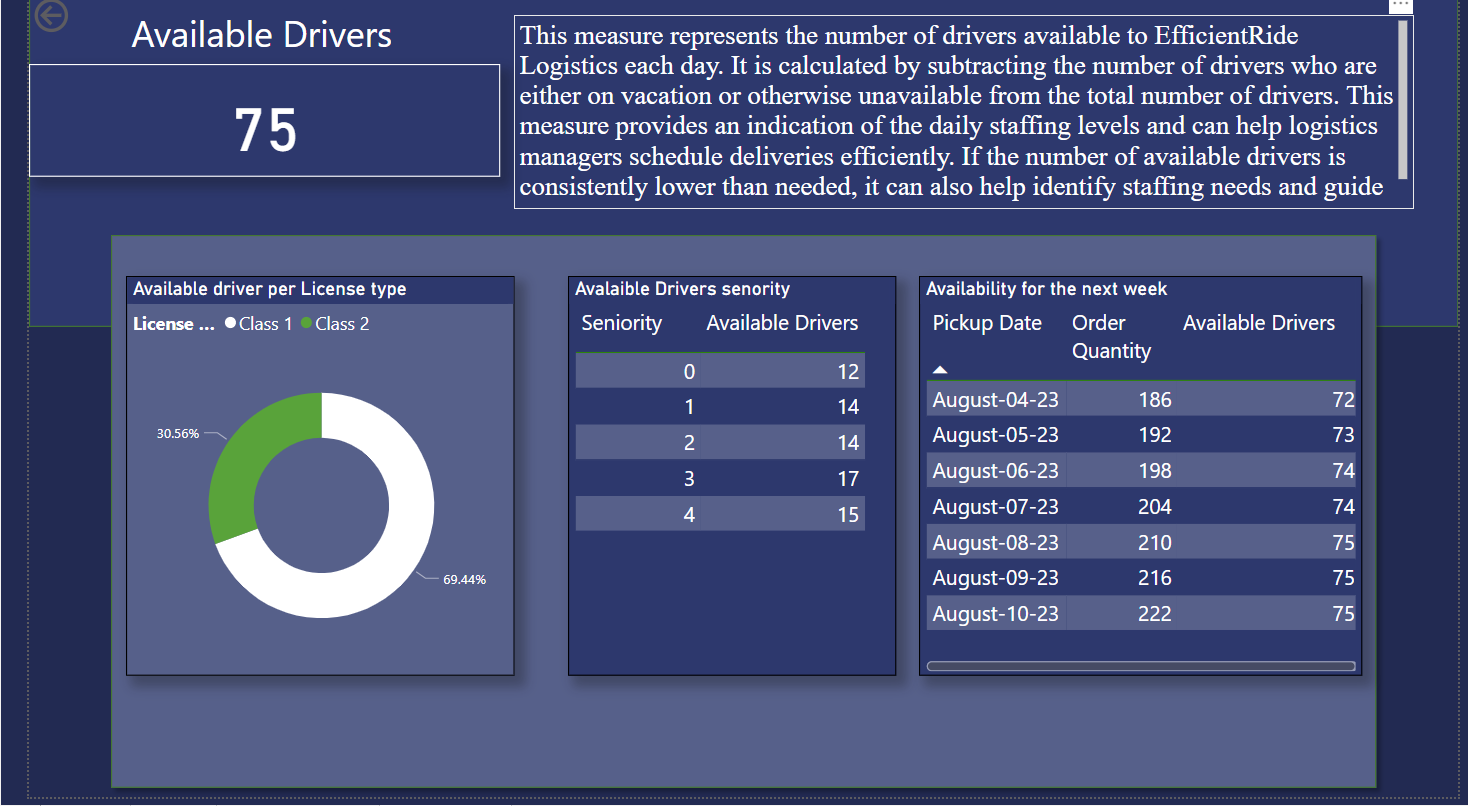 Available Drivers
75
This measure represents the number of drivers available to EfficientRide
Logistics each day. It is calculated by subtracting the number of drivers who are
either on vacation or otherwise unavailable from the total number of drivers. This
measure provides an indication of the daily staffing levels and can help logistics
managers schedule deliveries efficiently. If the number of available drivers is
consistently lower than needed, it can also help identify staffing needs and guide
Available driver per License type
License ... Class 1 Class 2
30.56%
69.44%
Avalaible Drivers senority
Seniority Available Drivers
0 12
1 14
2 14
3 17
4 15
Availability for the next week
Pickup Date Order Quantity Available Drivers
August-04-23 186 72
August-05-23 192 73
August-06-23 198 74
August-07-23 204 74
August-08-23 210 75
August-09-23 216 75
August-10-23 222 75